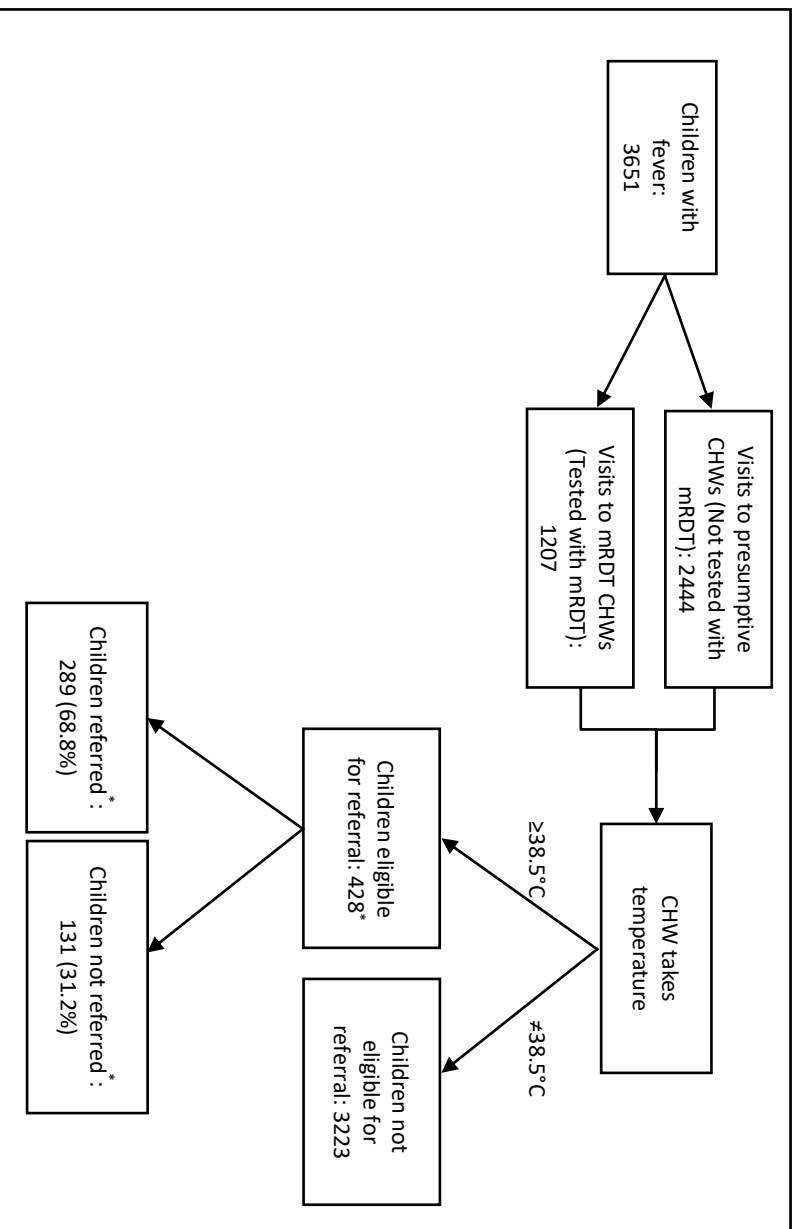 Children with
fever:
3651
Visits to presumptive
CHWs (Not tested with
mRDT): 2444
Visits to mRDT CHWs
(Tested with mRDT):
1207
CHW takes
temperature
≥38.5°C
≮38.5°C
Children eligible
for referral: 428*
Children not
eligible for
referral: 3223
Children referred*:
289 (68.8%)
Children not referred*:
131 (31.2%)